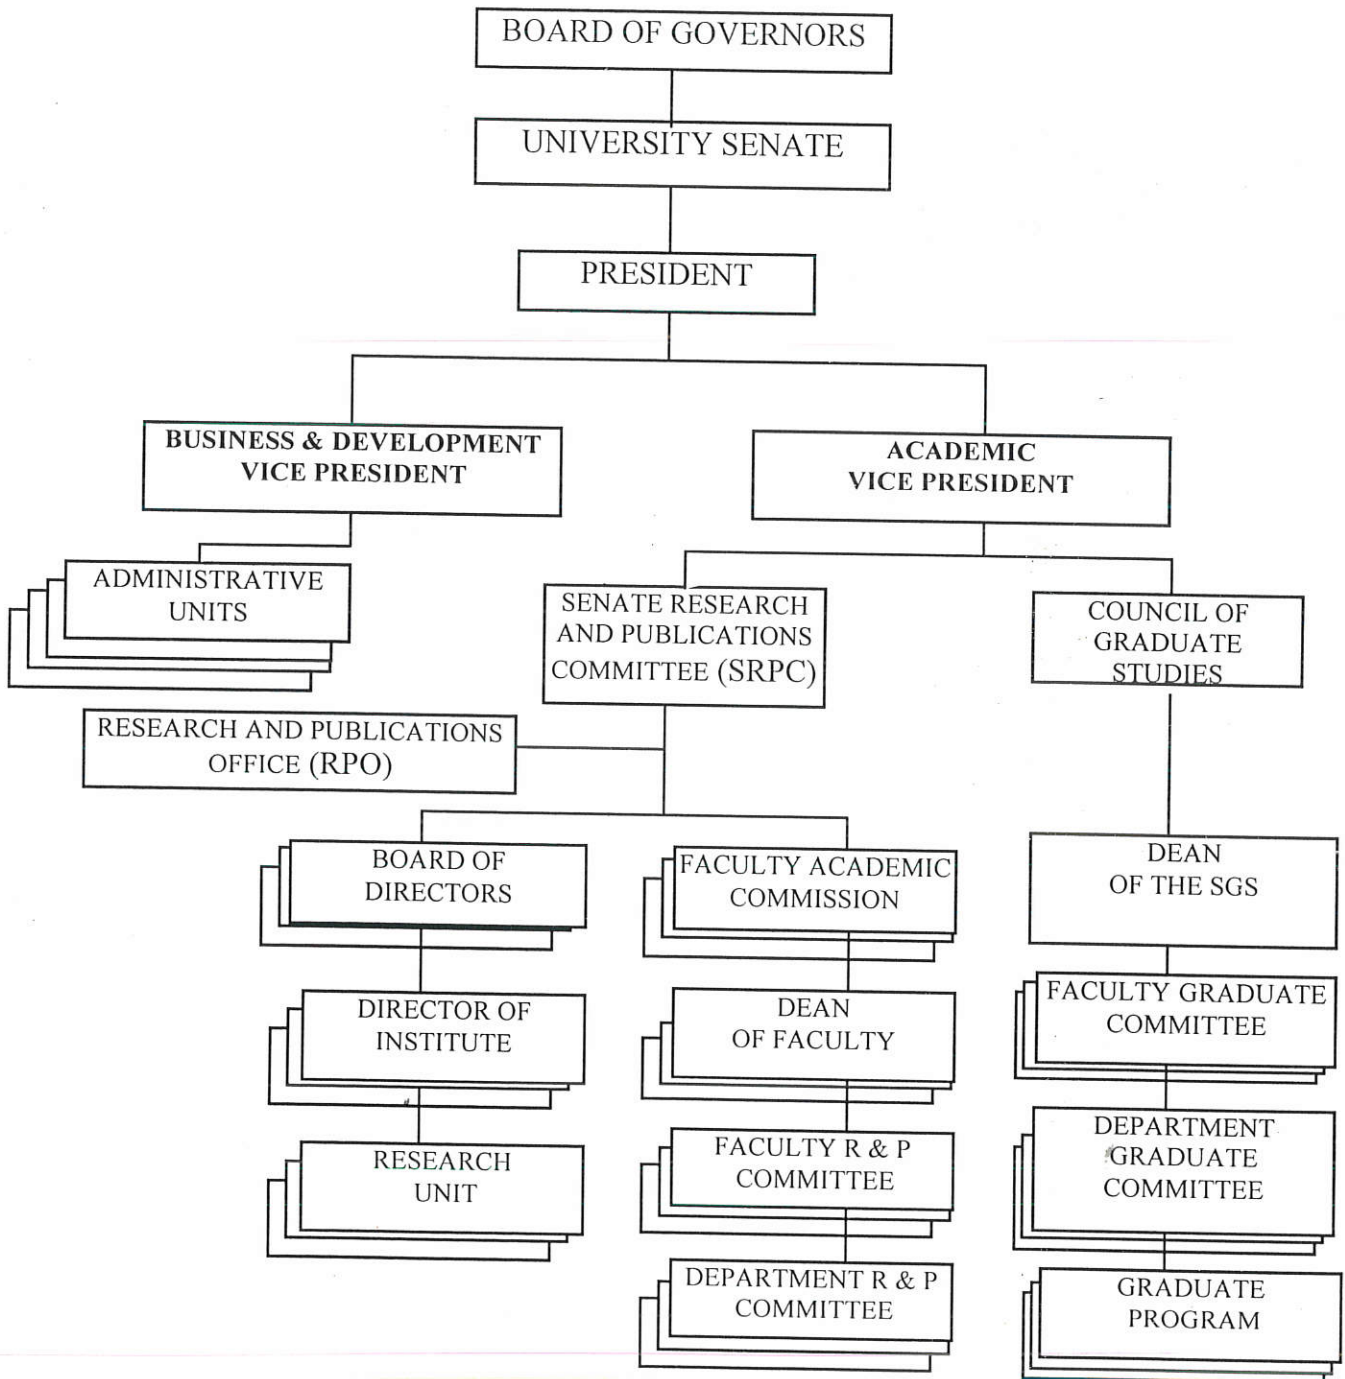 BOARD OF GOVERNORS
UNIVERSITY SENATE
PRESIDENT
BUSINESS & DEVELOPMENT
VICE PRESIDENT
ACADEMIC
VICE PRESIDENT
ADMINISTRATIVE
UNITS
SENATE RESEARCH
AND PUBLICATIONS
COMMITTEE (SRPC)
COUNCIL OF
GRADUATE
STUDIES
RESEARCH AND PUBLICATIONS
OFFICE (RPO)
BOARD OF
DIRECTORS
FACULTY ACADEMIC
COMMISSION
DEAN
OF THE SGS
DIRECTOR OF
INSTITUTE
DEAN
OF FACULTY
FACULTY GRADUATE
COMMITTEE
RESEARCH
UNIT
FACULTY R & P
COMMITTEE
DEPARTMENT
GRADUATE
COMMITTEE
DEPARTMENT R & P
COMMITTEE
GRADUATE
PROGRAM